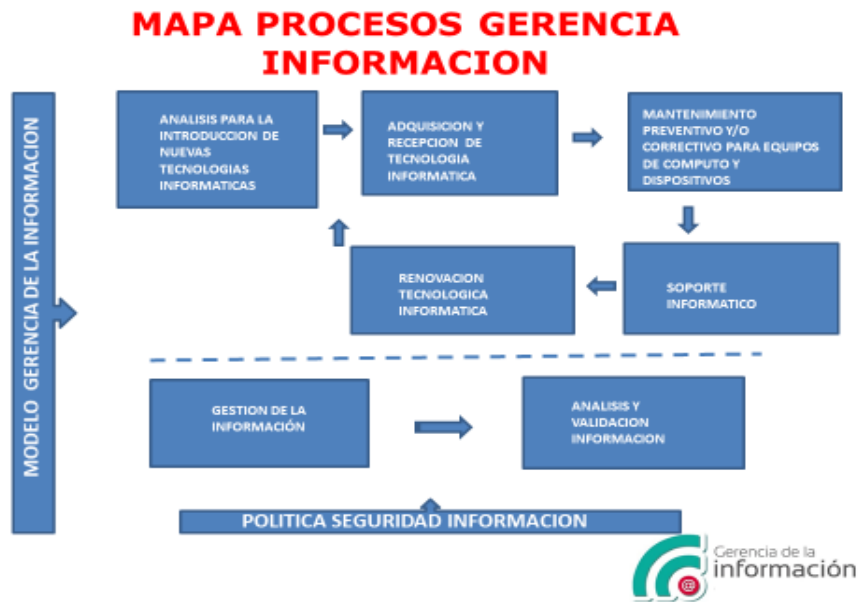 MAPA PROCESOS GERENCIA
INFORMACION
MODELO GERENCIA DE LA INFORMACION
ANALISIS PARA LA
INTRODUCCION DE
NUEVAS
TECNOLOGIAS
INFORMATICAS
ADQUISICION Y
RECEPCION DE
TECNOLOGIA
INFORMATICA
MANTENIMIENTO
PREVENTIVO Y/O
CORRECTIVO PARA EQUIPOS
DE COMPUTO Y
DISPOSITIVOS
SOPORTE
INFORMATICO
RENOVACION
TECNOLOGICA
INFORMATICA
GESTION DE LA
INFORMACIÓN
ANALISIS Y
VALIDACION
INFORMACION
POLITICA SEGURIDAD INFORMACION
Gerencia de la
información
@